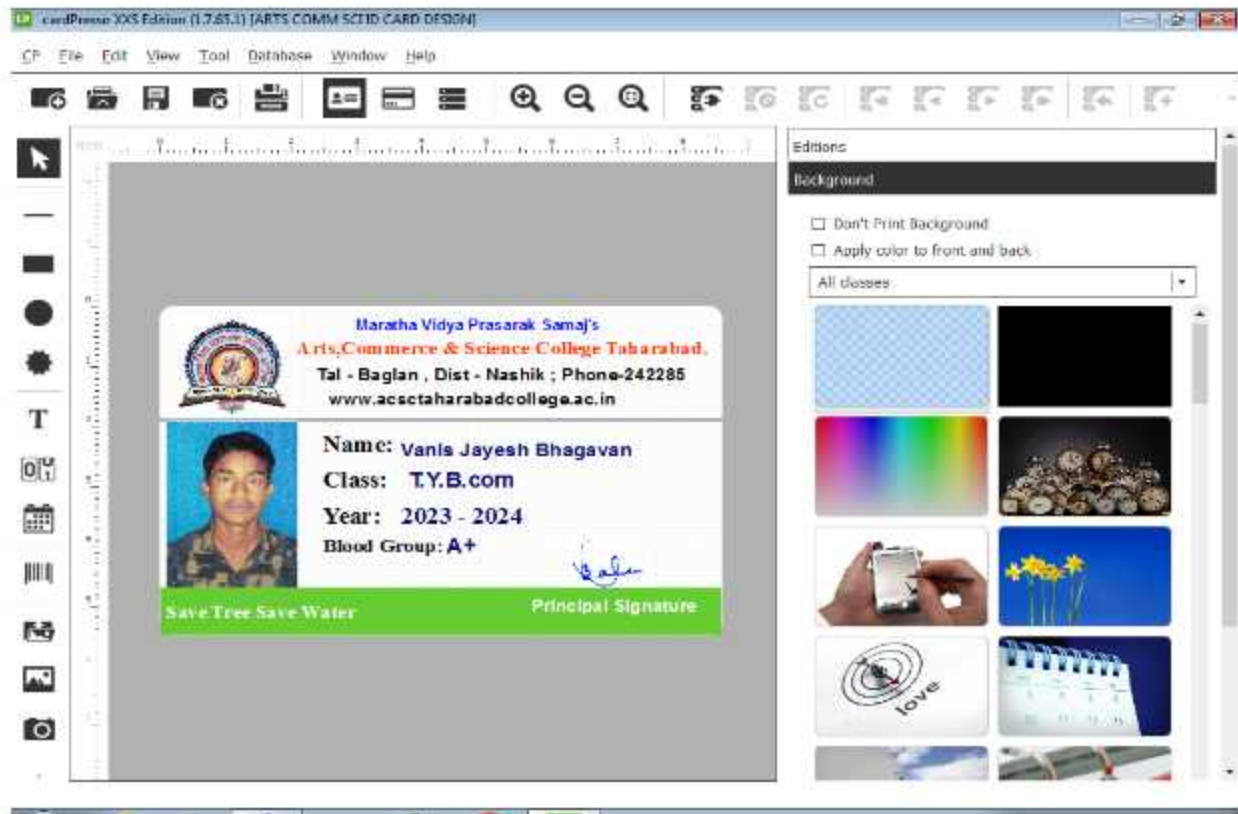 cardPresso XXS Edition (1.7.65.1) [ARTS COMM SCI ID CARD DESIGN]
CP File Edit View Tool Database Window Help
Editions
Background
Don't Print Background
Apply color to front and back
All classes
Maratha Vidya Prasarak Samaj's
Arts,Commerce & Science College Taharabad.
Tal - Baglan , Dist - Nashik ; Phone-242285
www.acsctaharabadcollege.ac.in
Name: Vanis Jayesh Bhagavan
Class: T.Y.B.com
Year: 2023 - 2024
Blood Group: A+
Save Tree Save Water
Principal Signature
love